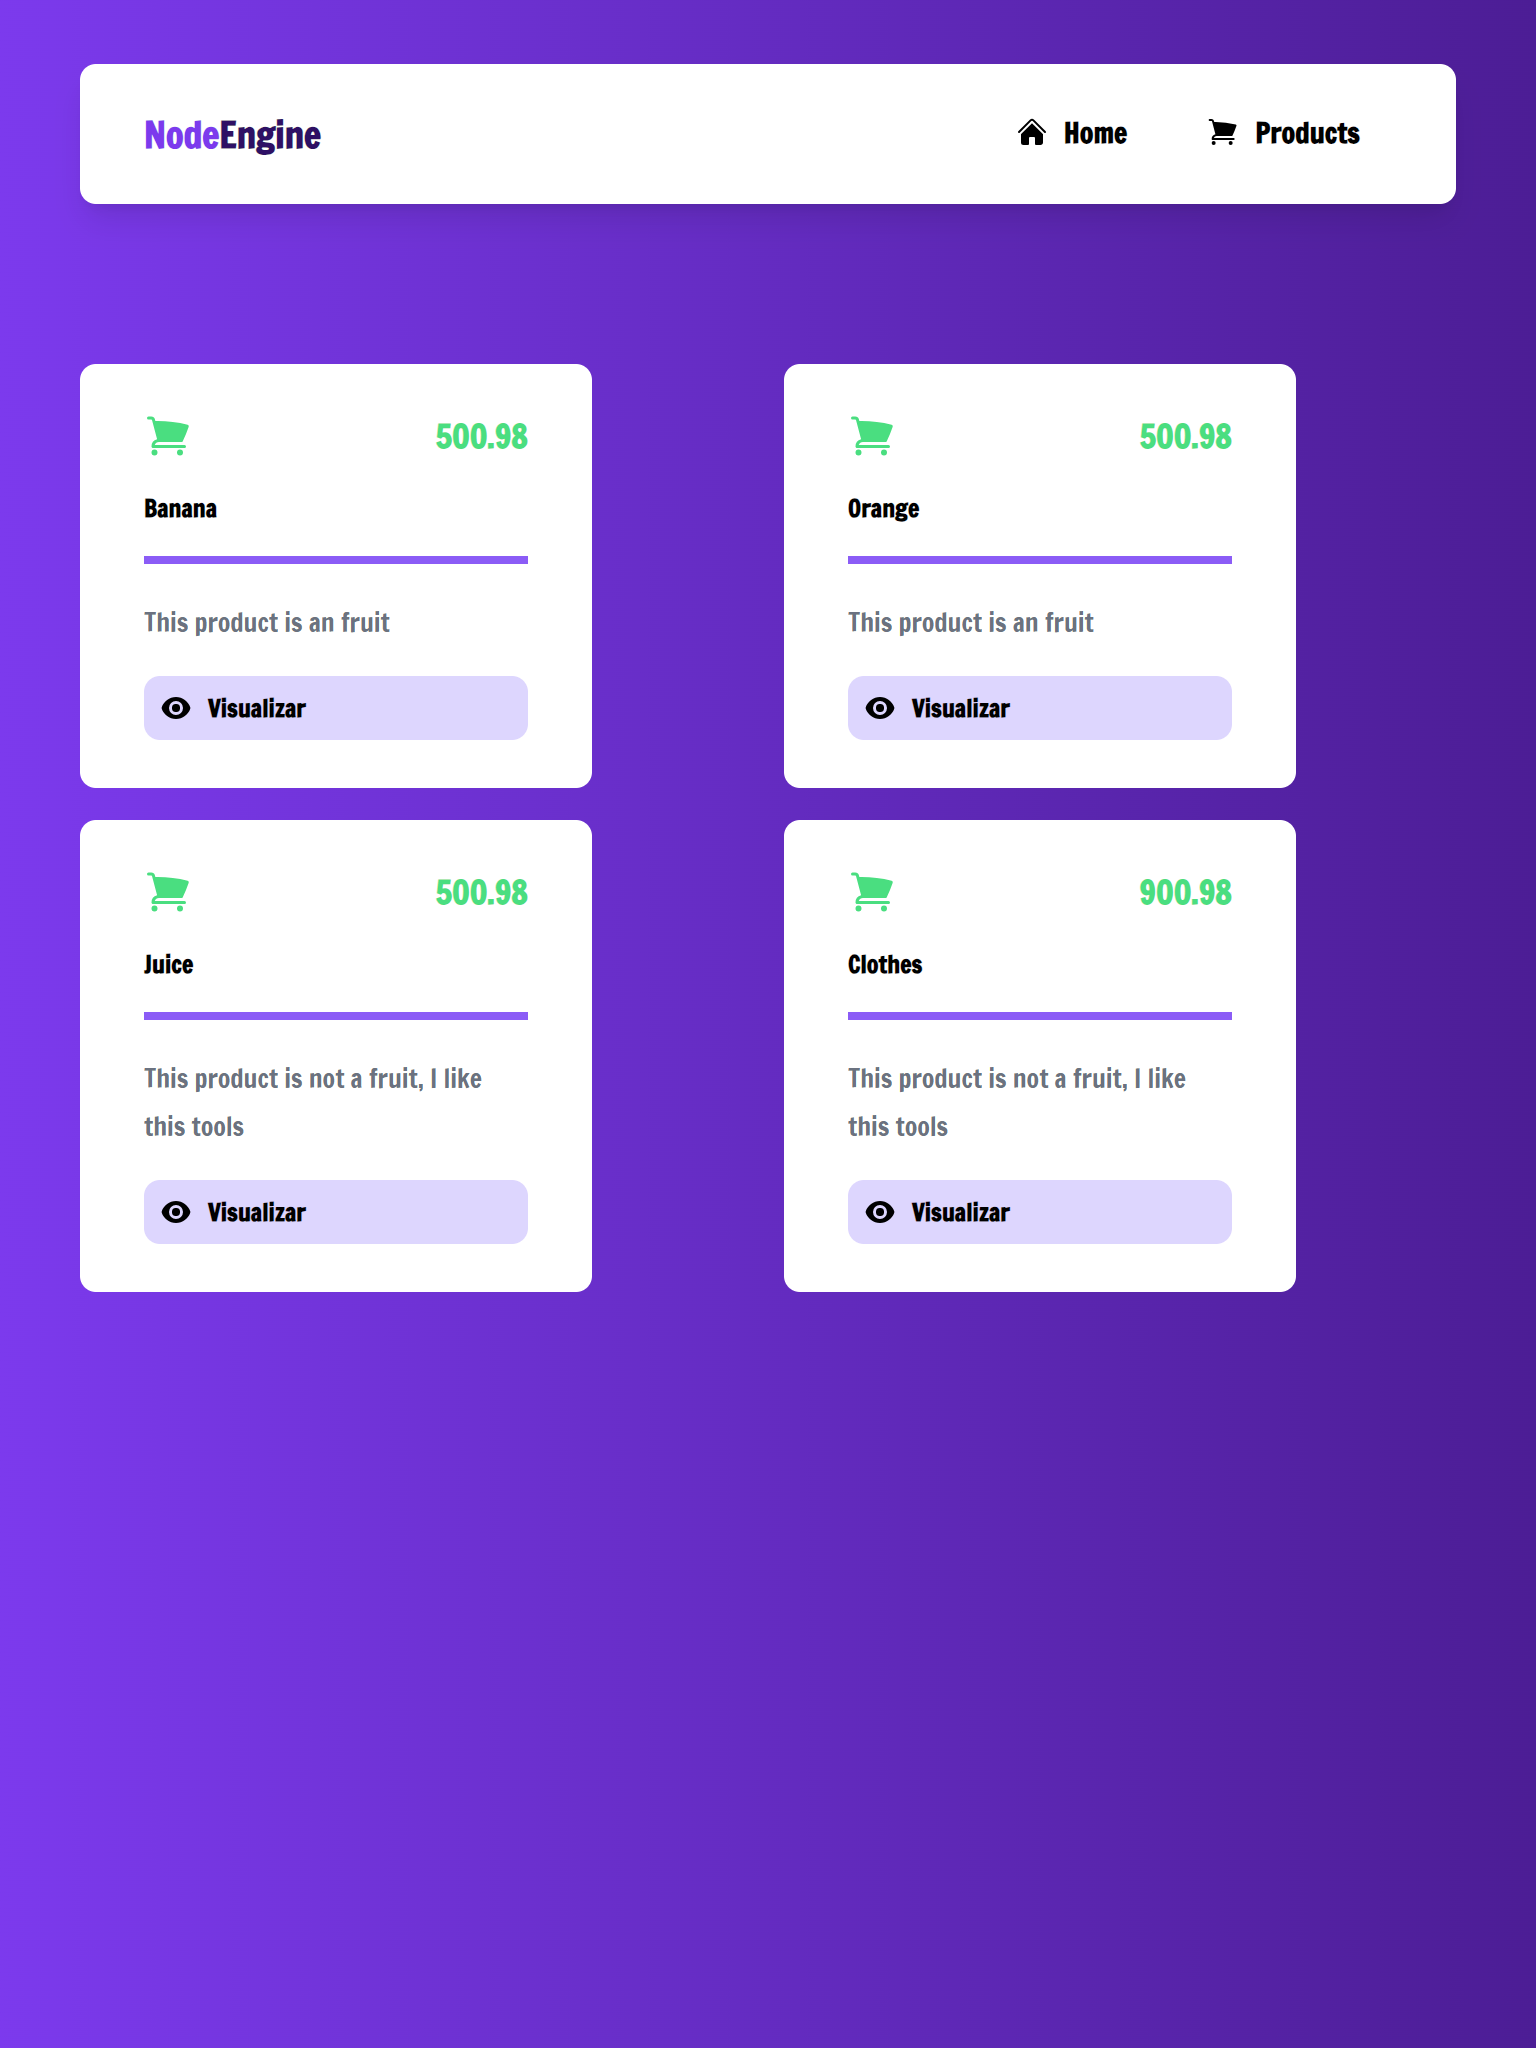 NodeEngine
Home
Products
500.98
Banana
This product is an fruit
Visualizar
500.98
Orange
This product is an fruit
Visualizar
500.98
Juice
This product is not a fruit, I like
this tools
Visualizar
900.98
Clothes
This product is not a fruit, I like
this tools
Visualizar